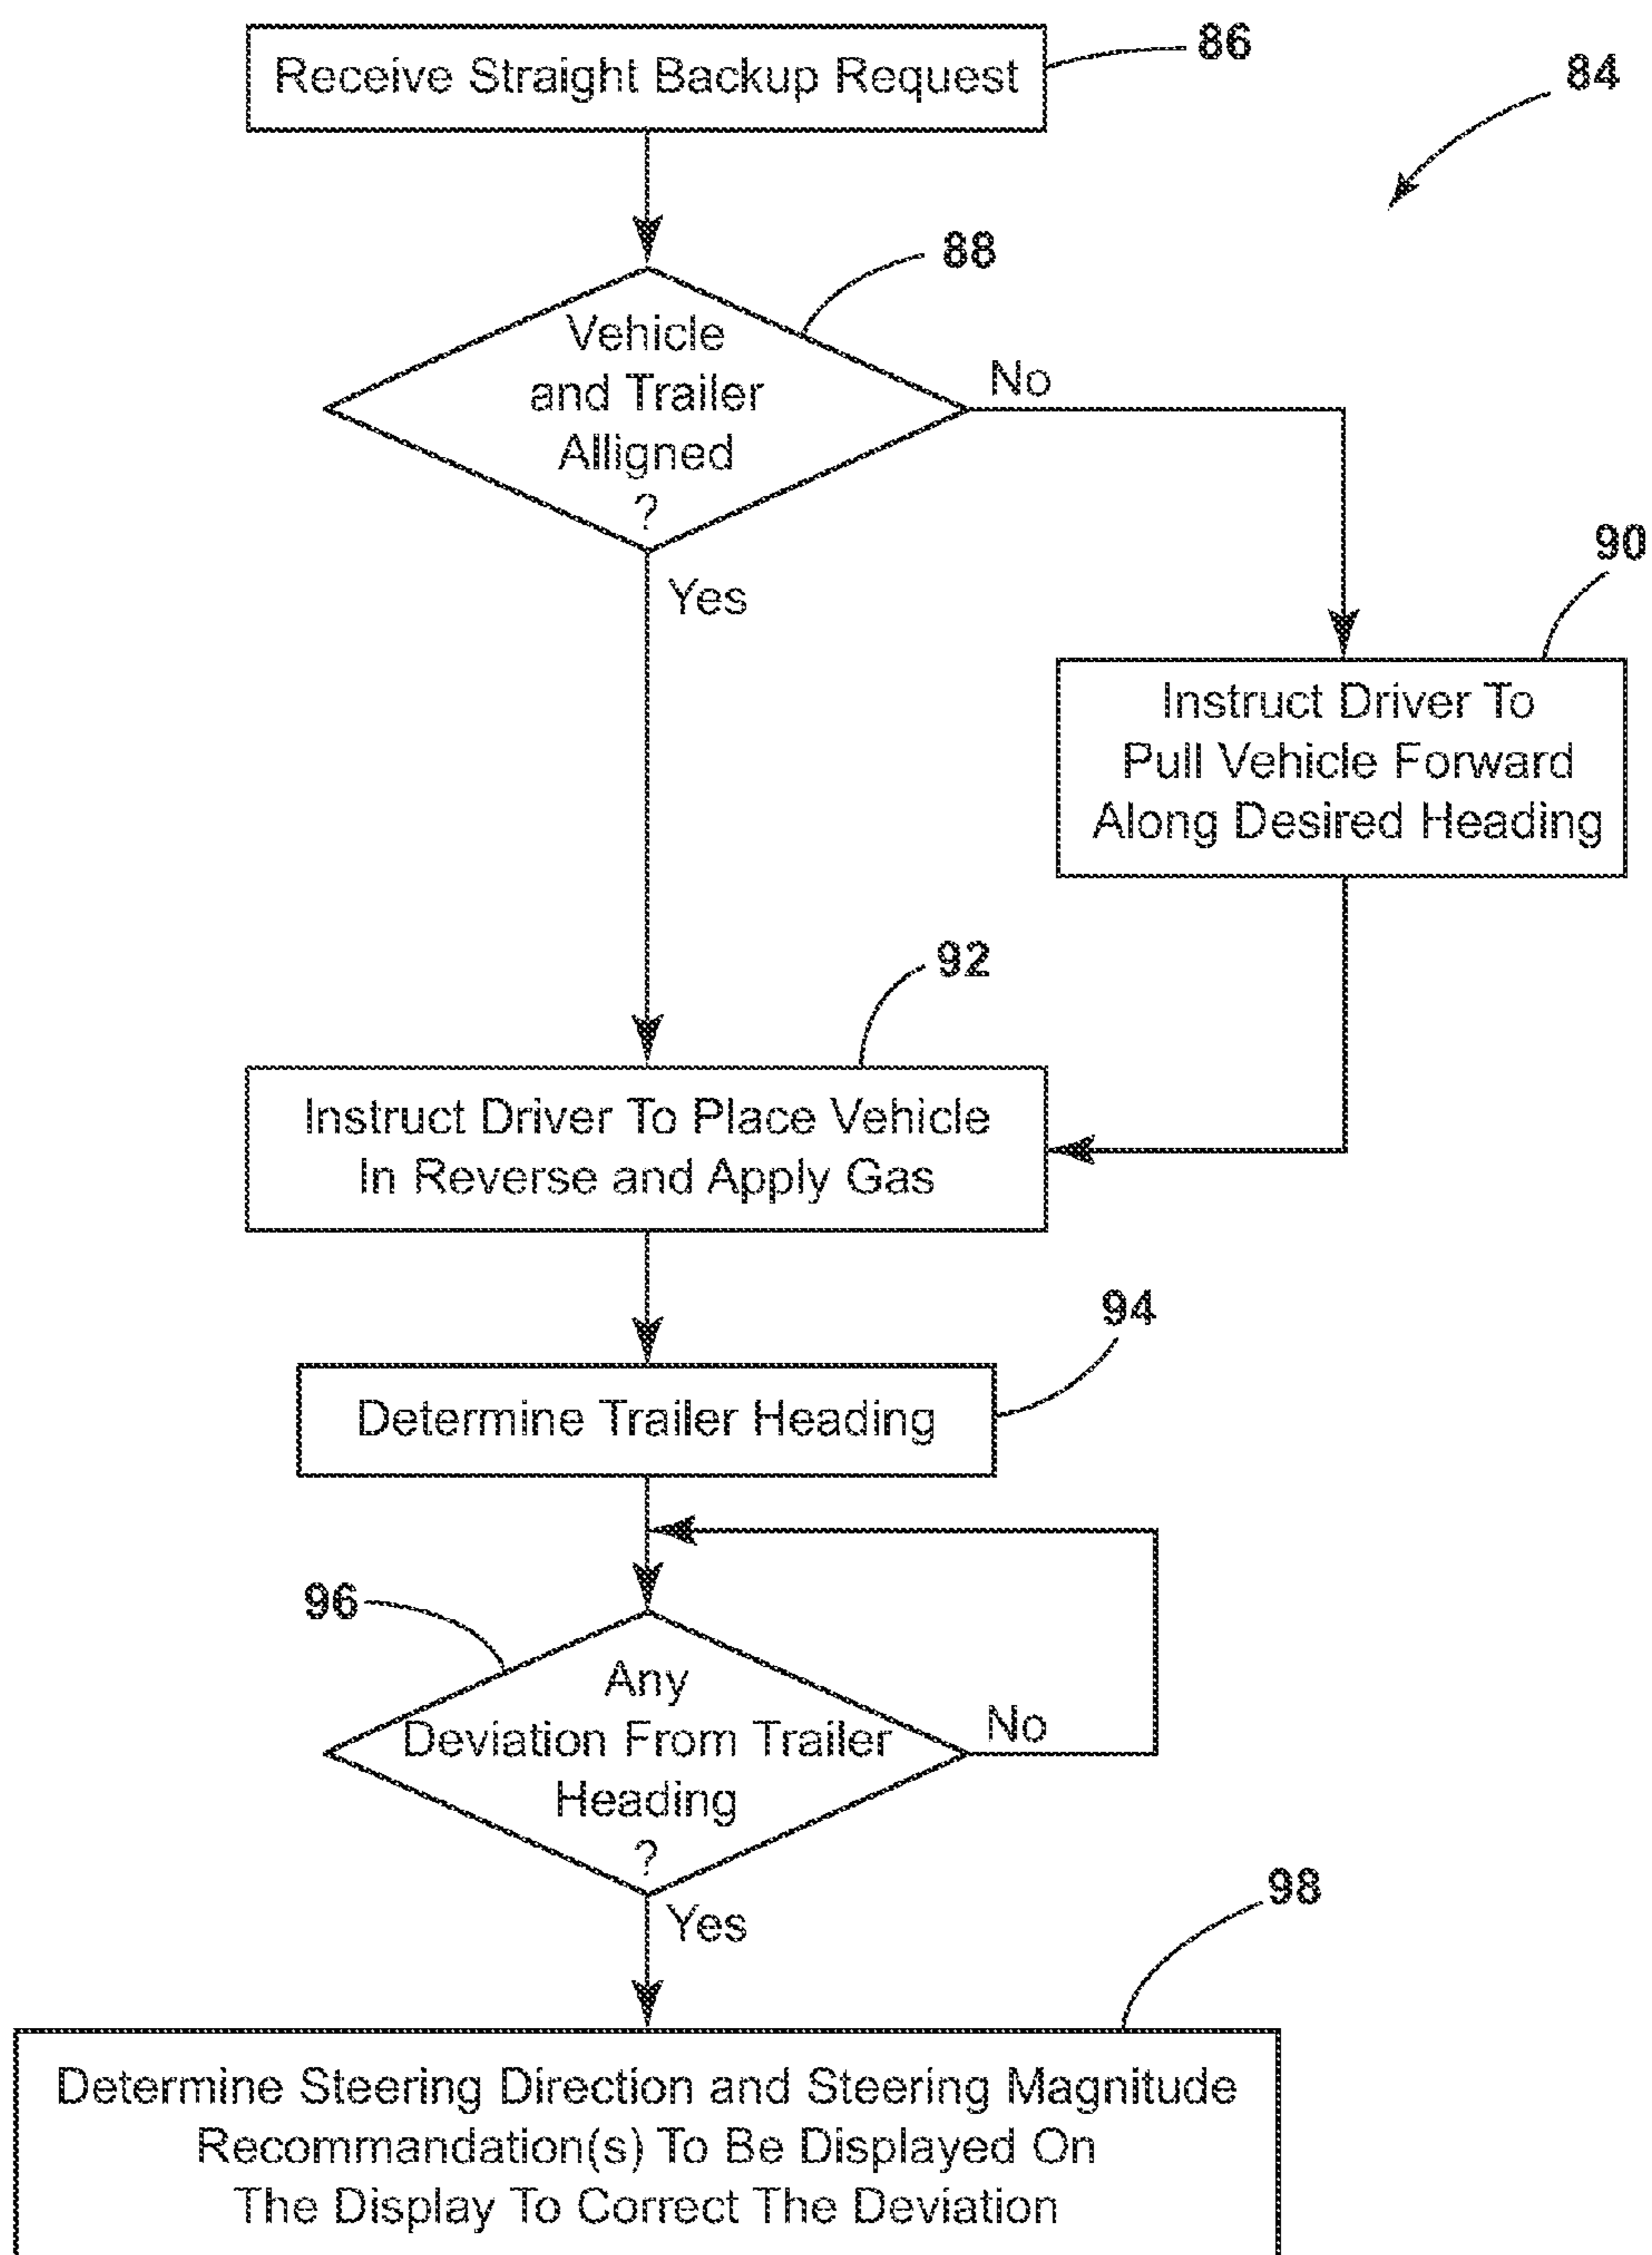 Receive Straight Backup Request
86
84
88
Vehicle
and Trailer
Alligned
?
No
Yes
90
Instruct Driver To
Pull Vehicle Forward
Along Desired Heading
92
Instruct Driver To Place Vehicle
In Reverse and Apply Gas
94
Determine Trailer Heading
96
Any
Deviation From Trailer
Heading
?
No
Yes
98
Determine Steering Direction and Steering Magnitude
Recommandation(s) To Be Displayed On
The Display To Correct The Deviation